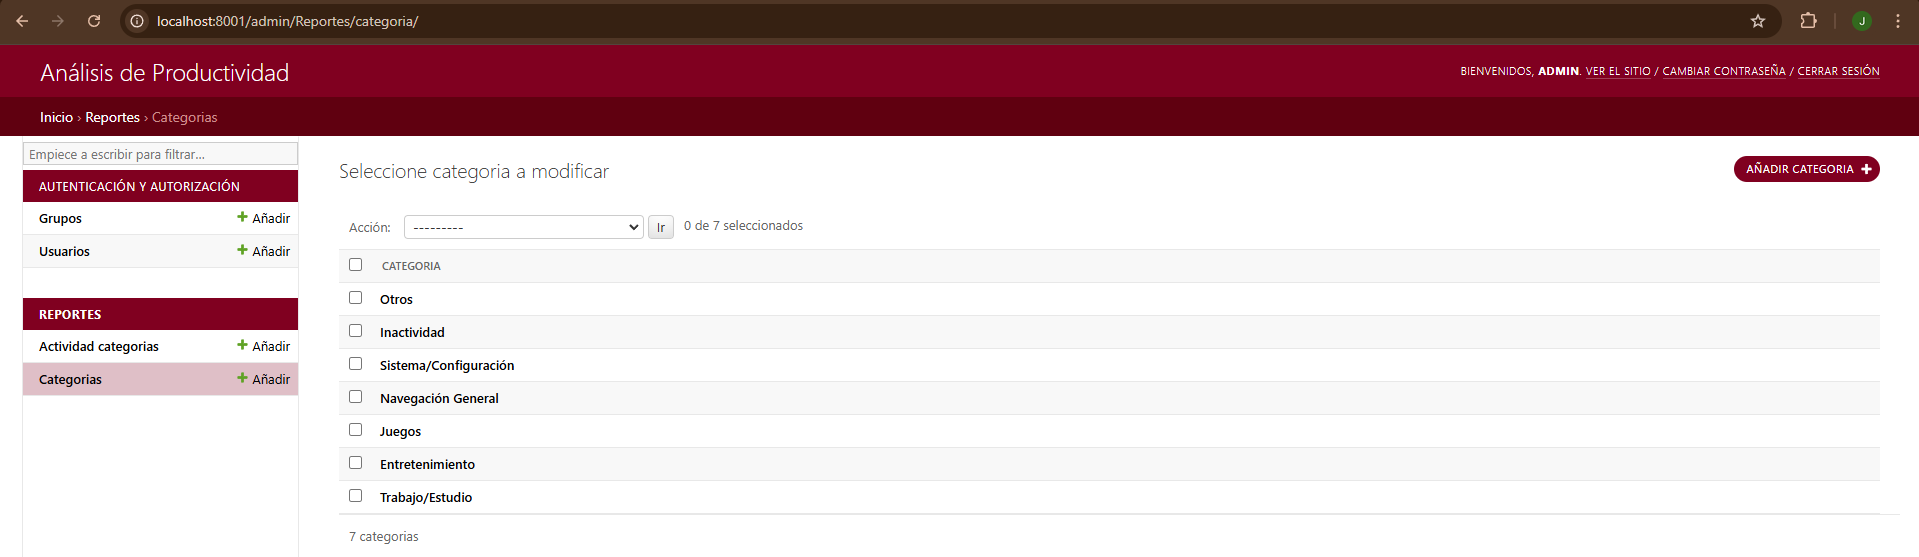 localhost:8001/admin/Reportes/categoria/
J
Análisis de Productividad
BIENVENIDOS, ADMIN. VER EL SITIO / CAMBIAR CONTRASEÑA / CERRAR SESIÓN
Inicio › Reportes › Categorias
Empiece a escribir para filtrar...
AUTENTICACIÓN Y AUTORIZACIÓN
Grupos + Añadir
Usuarios + Añadir
REPORTES
Actividad categorias + Añadir
Categorias + Añadir
Seleccione categoria a modificar
AÑADIR CATEGORIA +
Acción: --------- Ir 0 de 7 seleccionados
CATEGORIA
Otros
Inactividad
Sistema/Configuración
Navegación General
Juegos
Entretenimiento
Trabajo/Estudio
7 categorias